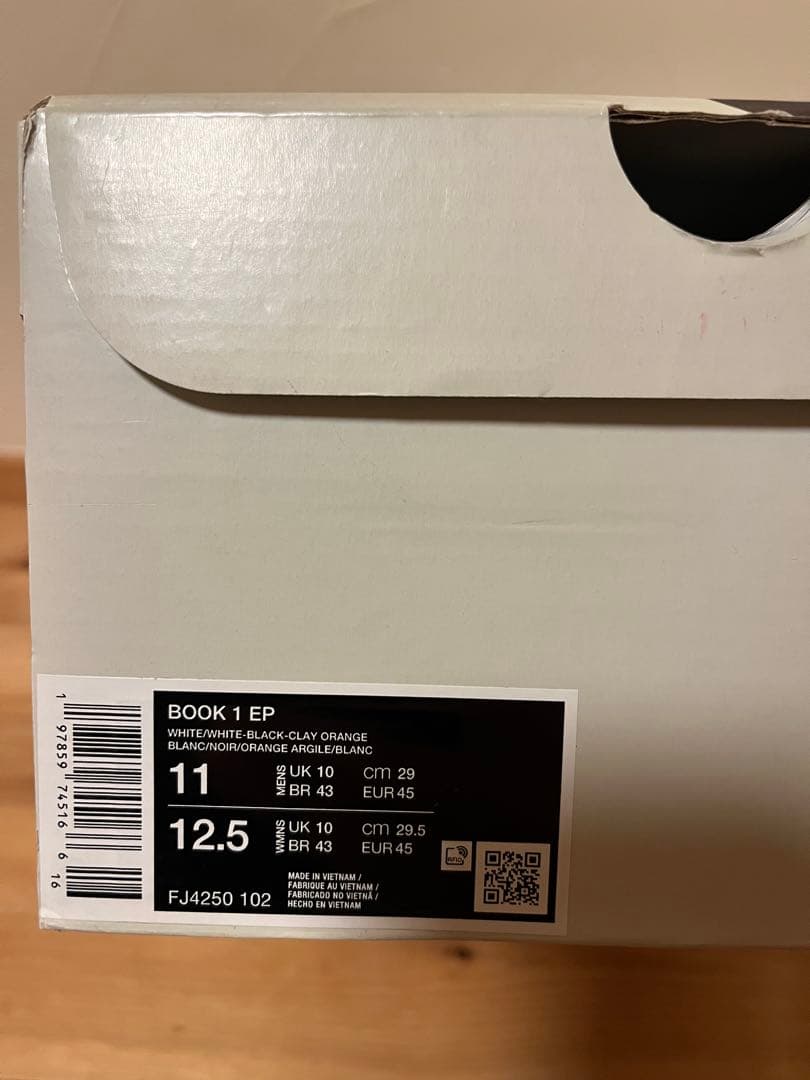 BOOK 1 EP
WHITE/WHITE-BLACK-CLAY ORANGE
BLANC/NOIR/ORANGE ARGILE/BLANC
11 MENS UK 10 cm 29
BR 43 EUR 45
12.5 WMNS UK 10 cm 29.5
BR 43 EUR 45
FJ4250 102
MADE IN VIETNAM /
FABRIQUE AU VIETNAM /
FABRICADO NO VIETNÃ /
HECHO EN VIETNAM
RFID
1 97859 74516 6 16